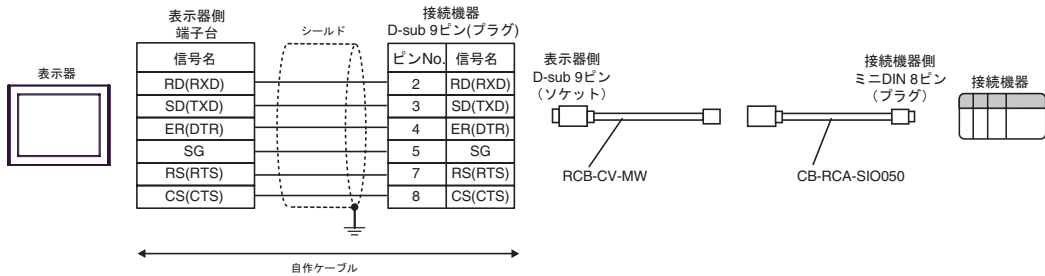 表示器
表示器側
端子台
シールド
接続機器
D-sub 9ピン(プラグ)
信号名
ピンNo. 信号名
RD(RXD) 2 RD(RXD)
SD(TXD) 3 SD(TXD)
ER(DTR) 4 ER(DTR)
SG 5 SG
RS(RTS) 7 RS(RTS)
CS(CTS) 8 CS(CTS)
自作ケーブル
表示器側
D-sub 9ピン
（ソケット）
RCB-CV-MW
接続機器側
ミニDIN 8ピン
（プラグ）
CB-RCA-SIO050
接続機器